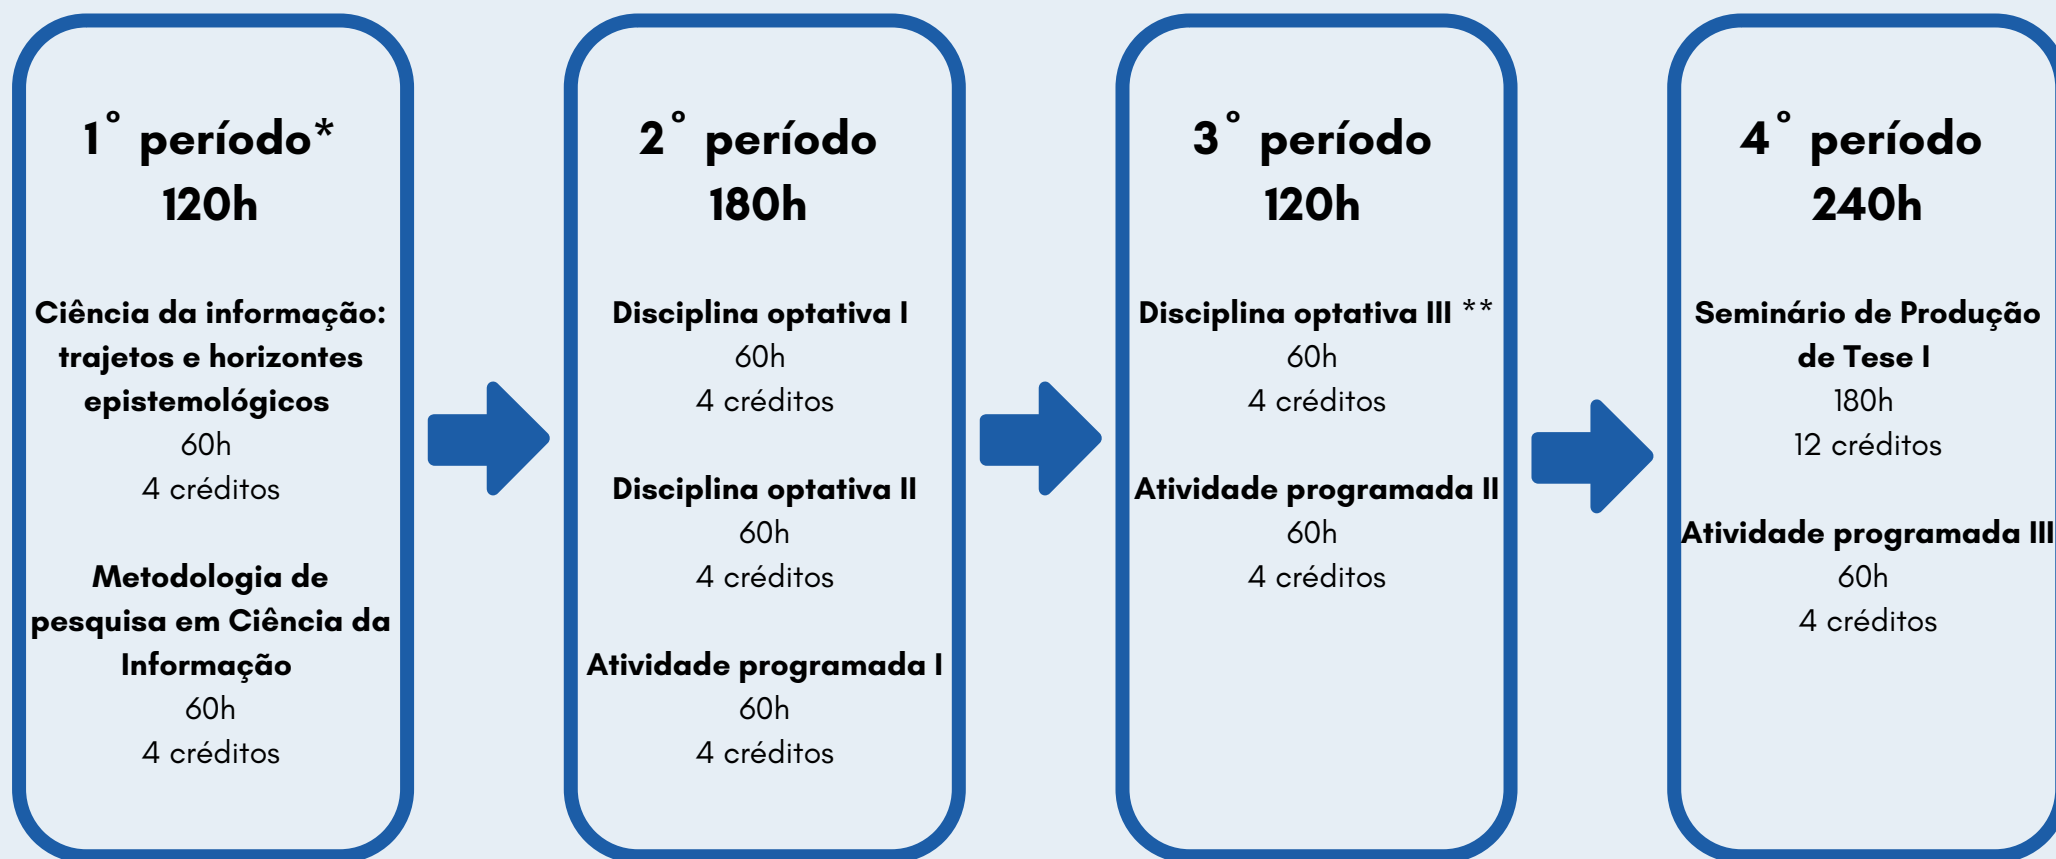 1° período*
120h
Ciência da informação:
trajetos e horizontes
epistemológicos
60h
4 créditos
Metodologia de
pesquisa em Ciência da
Informação
60h
4 créditos
2° período
180h
Disciplina optativa I
60h
4 créditos
Disciplina optativa II
60h
4 créditos
Atividade programada I
60h
4 créditos
3° período
120h
Disciplina optativa III **
60h
4 créditos
Atividade programada II
60h
4 créditos
4° período
240h
Seminário de Produção
de Tese I
180h
12 créditos
Atividade programada III
60h
4 créditos